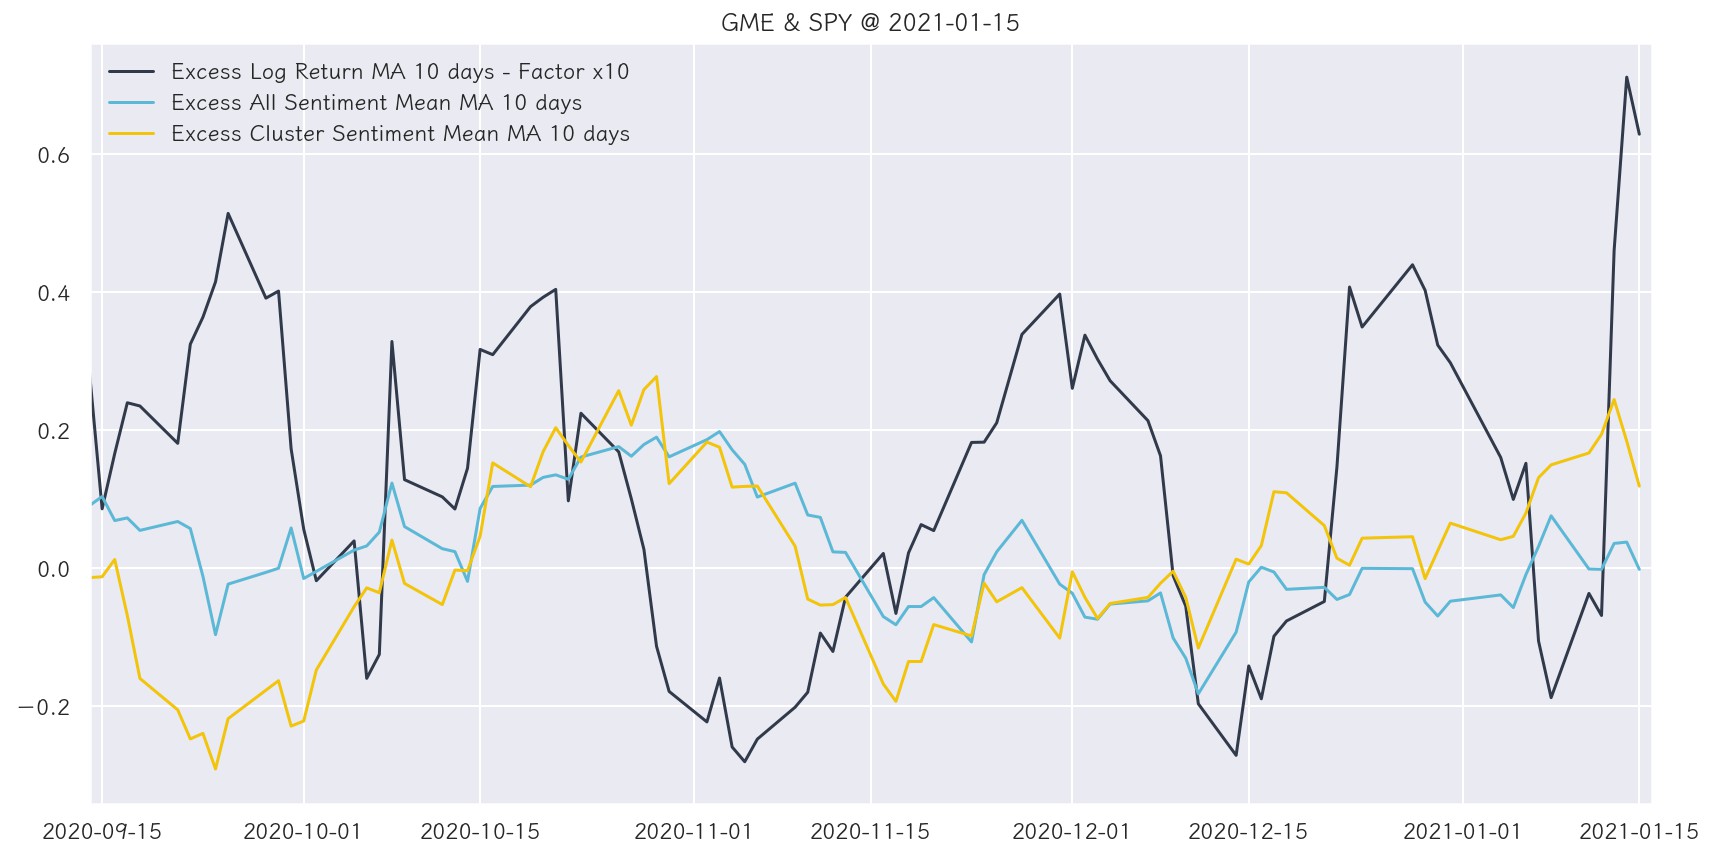 GME & SPY @ 2021-01-15
Excess Log Return MA 10 days - Factor x10
Excess All Sentiment Mean MA 10 days
Excess Cluster Sentiment Mean MA 10 days
0.6
0.4
0.2
0.0
−0.2
2020-09-15 2020-10-01 2020-10-15 2020-11-01 2020-11-15 2020-12-01 2020-12-15 2021-01-01 2021-01-15